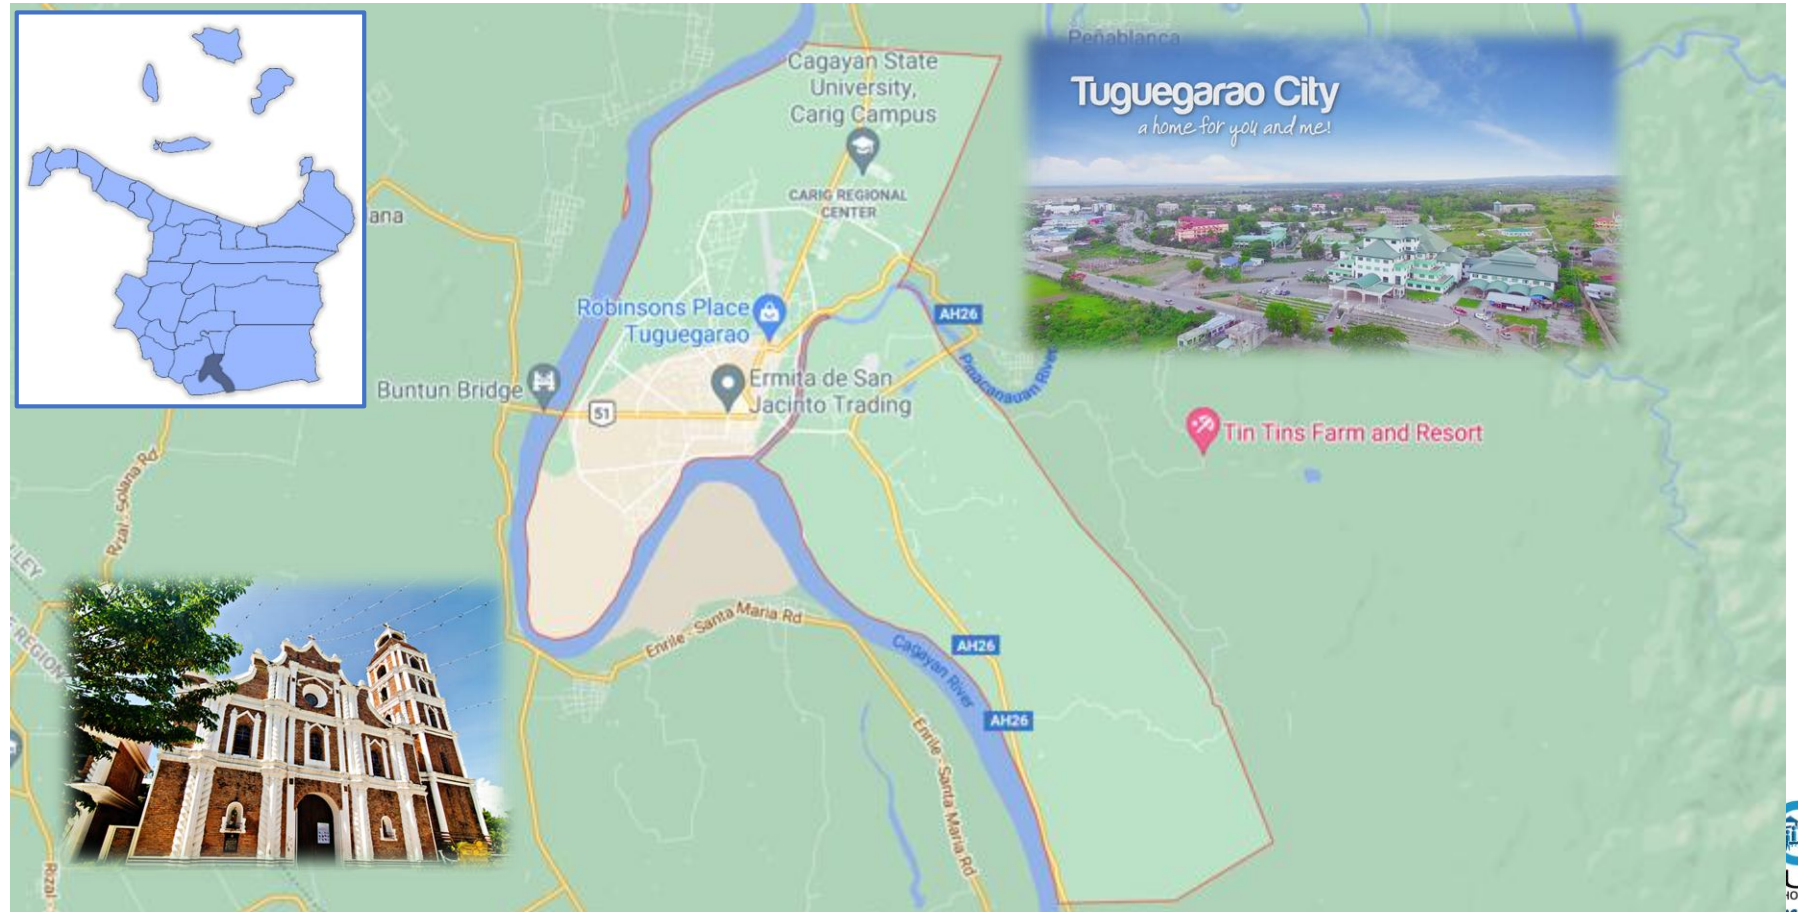 Peñablanca
Cagayan State
University,
Carig Campus
Tuguegarao City
a home for you and me!
CARIG REGIONAL
CENTER
ana
Robinsons Place
Tuguegarao
AH26
Pinacanauan River
Buntun Bridge
Ermita de San
Jacinto Trading
51
Tin Tins Farm and Resort
Rizal - Solana Rd
LLEY
E REGION
Enrile - Santa Maria Rd
Cagayan River
AH26
AH26
Enrile - Santa Maria Rd
Rizal -